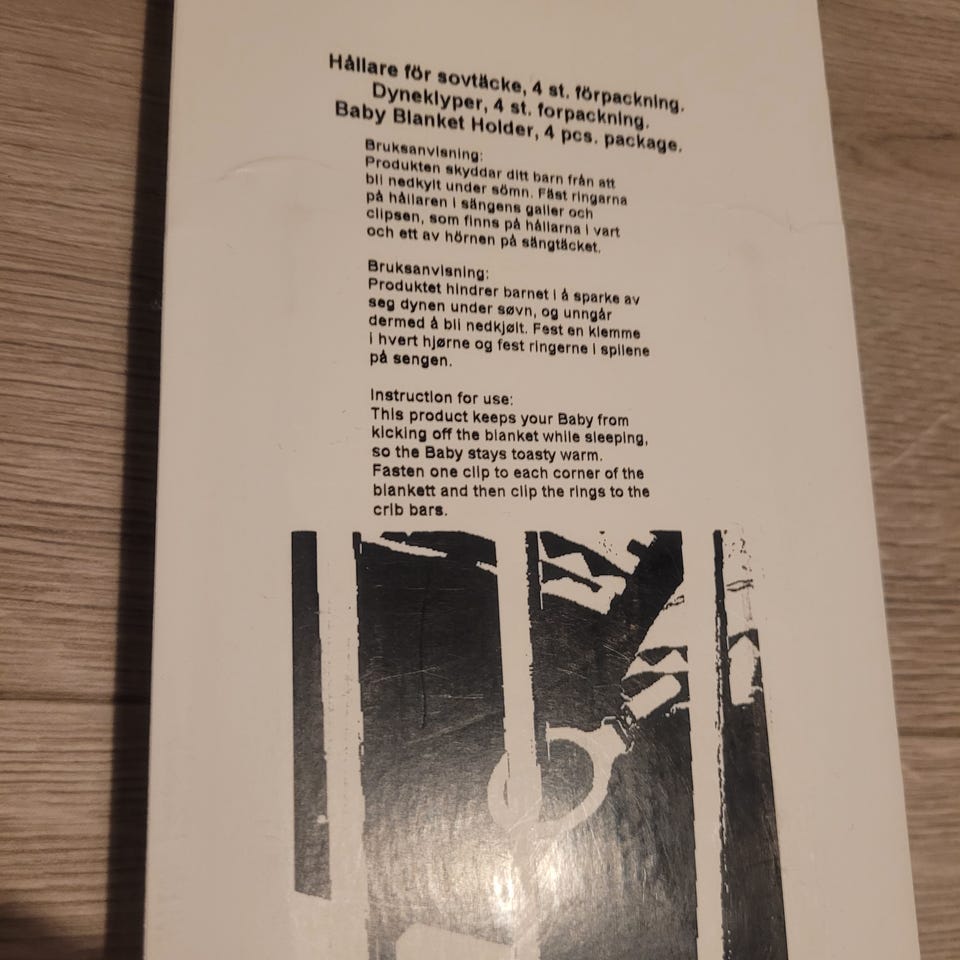 Hållare för sovtäcke, 4 st. förpackning.
Dyneklyper, 4 st. forpackning.
Baby Blanket Holder, 4 pcs. package.
Bruksanvisning:
Produkten skyddar ditt barn från att
bli nedkylt under sömn. Fäst ringarna
på hållaren i sängens galler och
clipsen, som finns på hållarna i vart
och ett av hörnen på sängtäcket.
Bruksanvisning:
Produktet hindrer barnet i å sparke av
seg dynen under søvn, og unngår
dermed å bli nedkjølt. Fest en klemme
i hvert hjørne og fest ringerne i spilene
på sengen.
Instruction for use:
This product keeps your Baby from
kicking off the blanket while sleeping,
so the Baby stays toasty warm.
Fasten one clip to each corner of the
blankett and then clip the rings to the
crib bars.